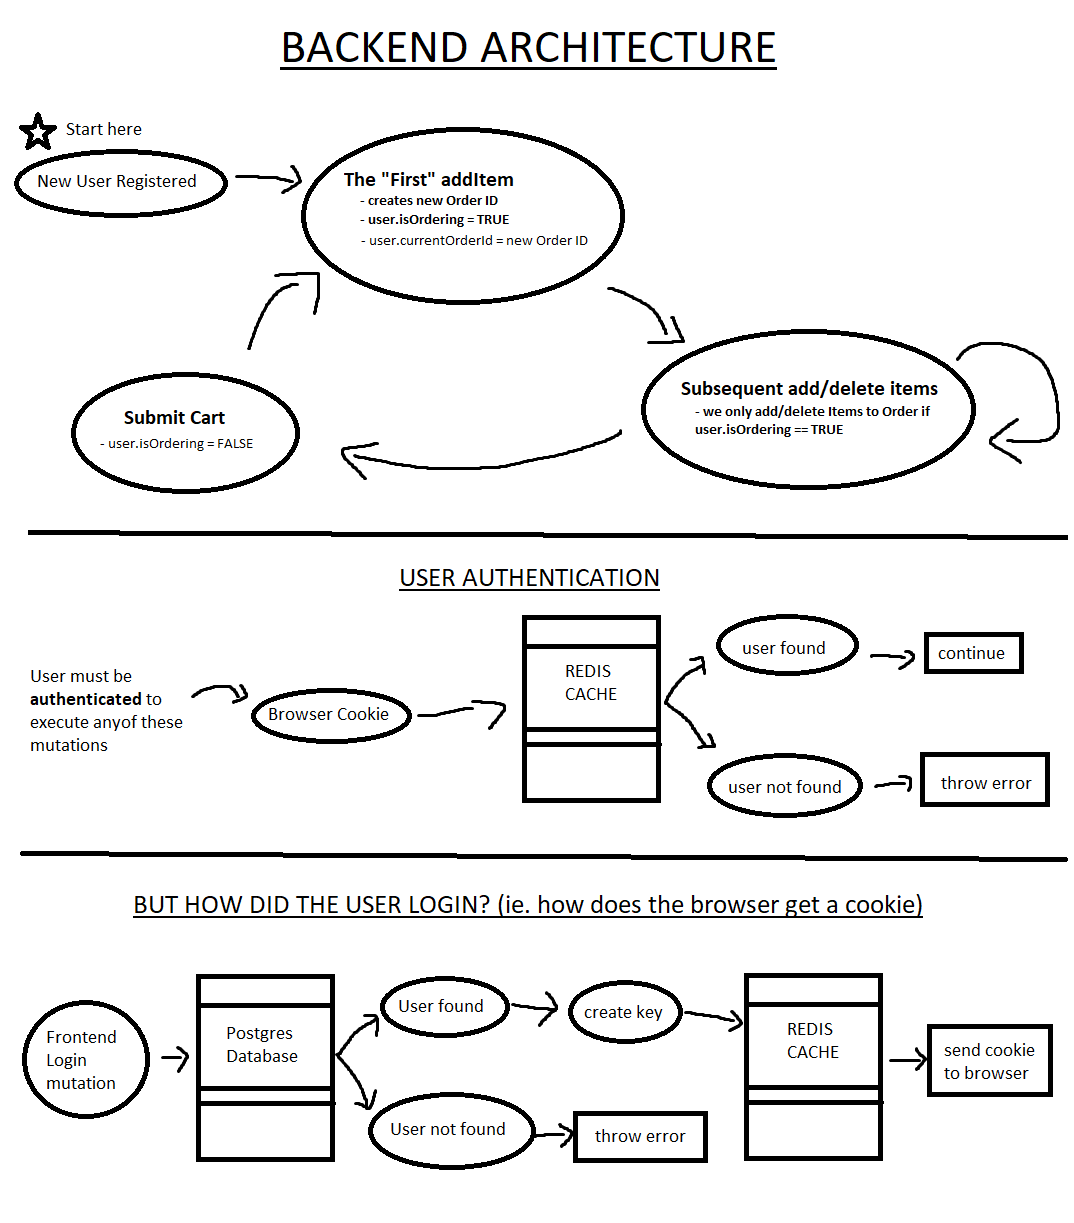 BACKEND ARCHITECTURE
Start here
New User Registered
The "First" addItem
- creates new Order ID
- user.isOrdering = TRUE
- user.currentOrderId = new Order ID
Subsequent add/delete items
- we only add/delete Items to Order if
user.isOrdering == TRUE
Submit Cart
- user.isOrdering = FALSE
USER AUTHENTICATION
User must be
authenticated to
execute anyof these
mutations
Browser Cookie
REDIS
CACHE
user found
continue
user not found
throw error
BUT HOW DID THE USER LOGIN? (ie. how does the browser get a cookie)
Frontend
Login
mutation
Postgres
Database
User found
create key
REDIS
CACHE
send cookie
to browser
User not found
throw error